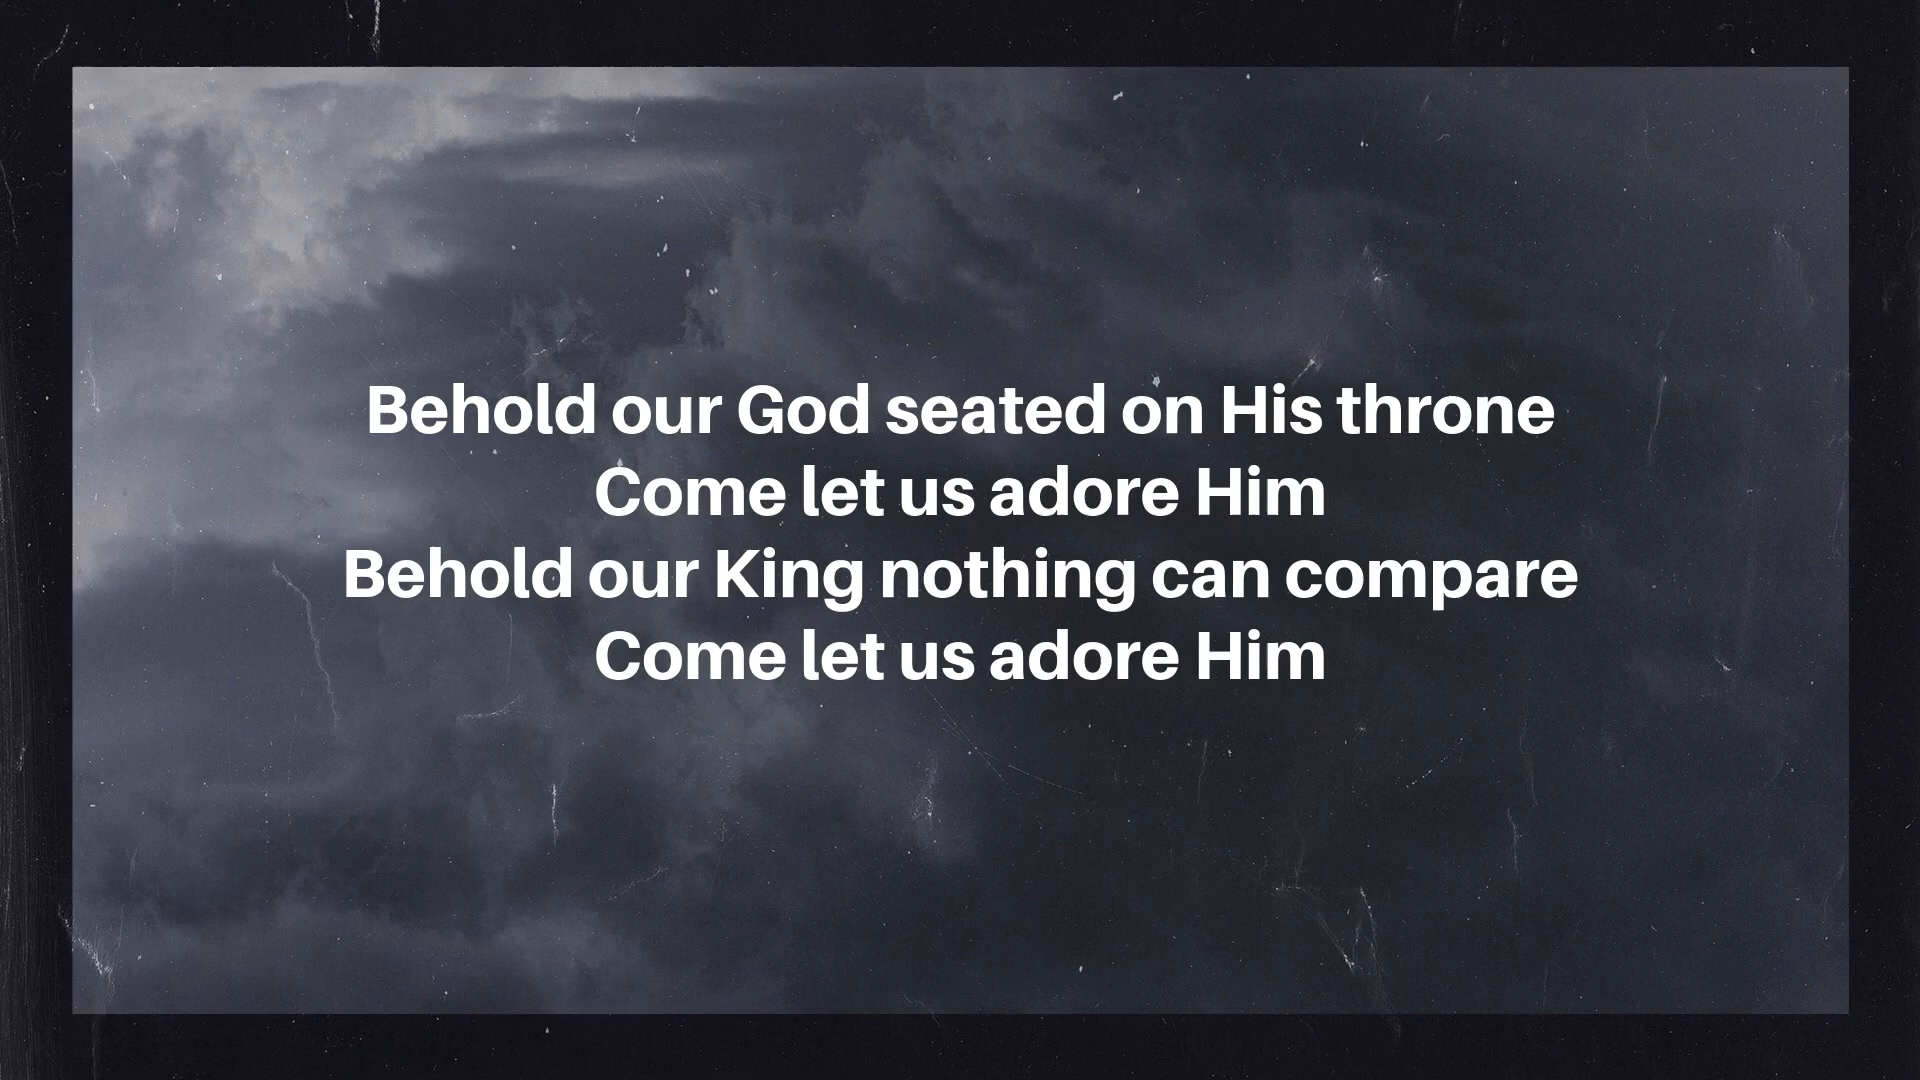 Behold our God seated on His throne
Come let us adore Him
Behold our King nothing can compare
Come let us adore Him